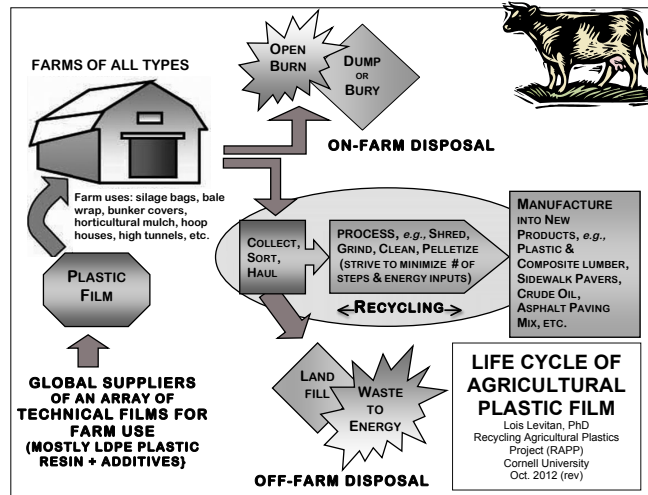 FARMS OF ALL TYPES
OPEN
BURN
DUMP
OR
BURY
ON-FARM DISPOSAL
Farm uses: silage bags, bale
wrap, bunker covers,
horticultural mulch, hoop
houses, high tunnels, etc.
PLASTIC
FILM
GLOBAL SUPPLIERS
OF AN ARRAY OF
TECHNICAL FILMS FOR
FARM USE
(MOSTLY LDPE PLASTIC
RESIN + ADDITIVES}
COLLECT,
SORT,
HAUL
PROCESS, e.g., SHRED,
GRIND, CLEAN, PELLETIZE
(STRIVE TO MINIMIZE # OF
STEPS & ENERGY INPUTS)
RECYCLING
MANUFACTURE
INTO NEW
PRODUCTS, e.g.,
PLASTIC &
COMPOSITE LUMBER,
SIDEWALK PAVERS,
CRUDE OIL,
ASPHALT PAVING
MIX, ETC.
LAND
FILL
WASTE
TO
ENERGY
OFF-FARM DISPOSAL
LIFE CYCLE OF
AGRICULTURAL
PLASTIC FILM
Lois Levitan, PhD
Recycling Agricultural Plastics
Project (RAPP)
Cornell University
Oct. 2012 (rev)